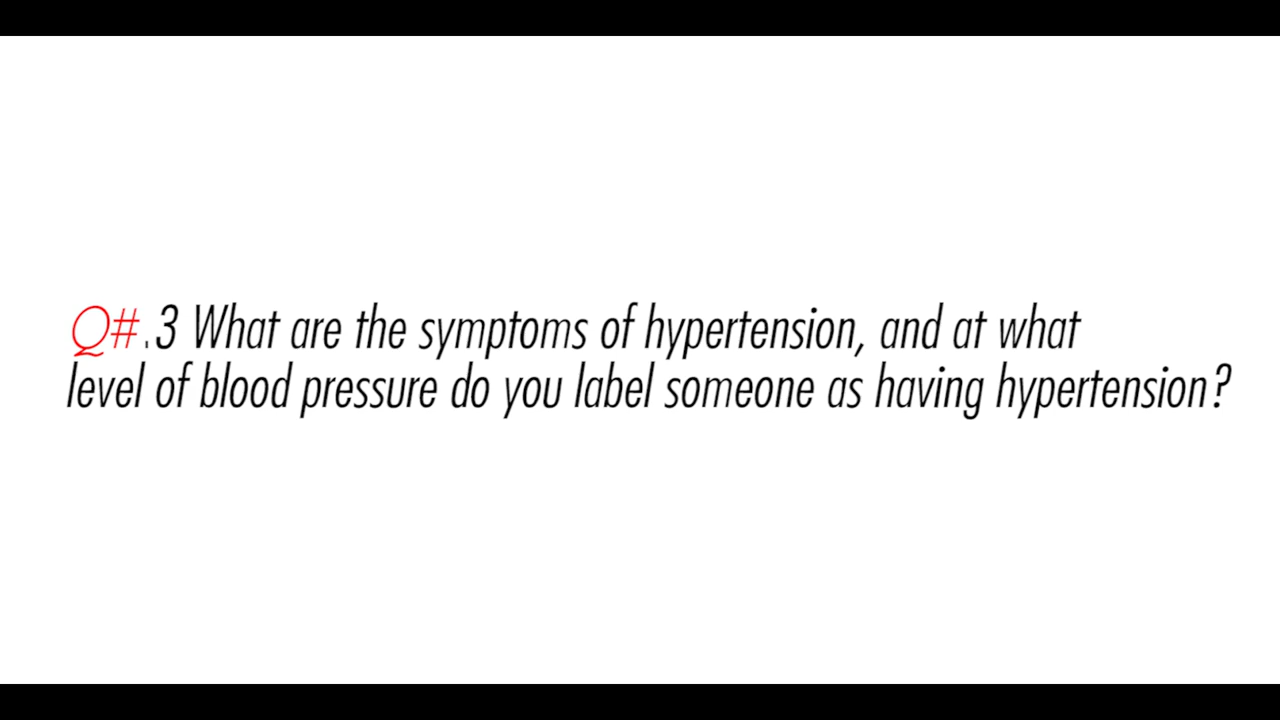 Q#.3 What are the symptoms of hypertension, and at what
level of blood pressure do you label someone as having hypertension?